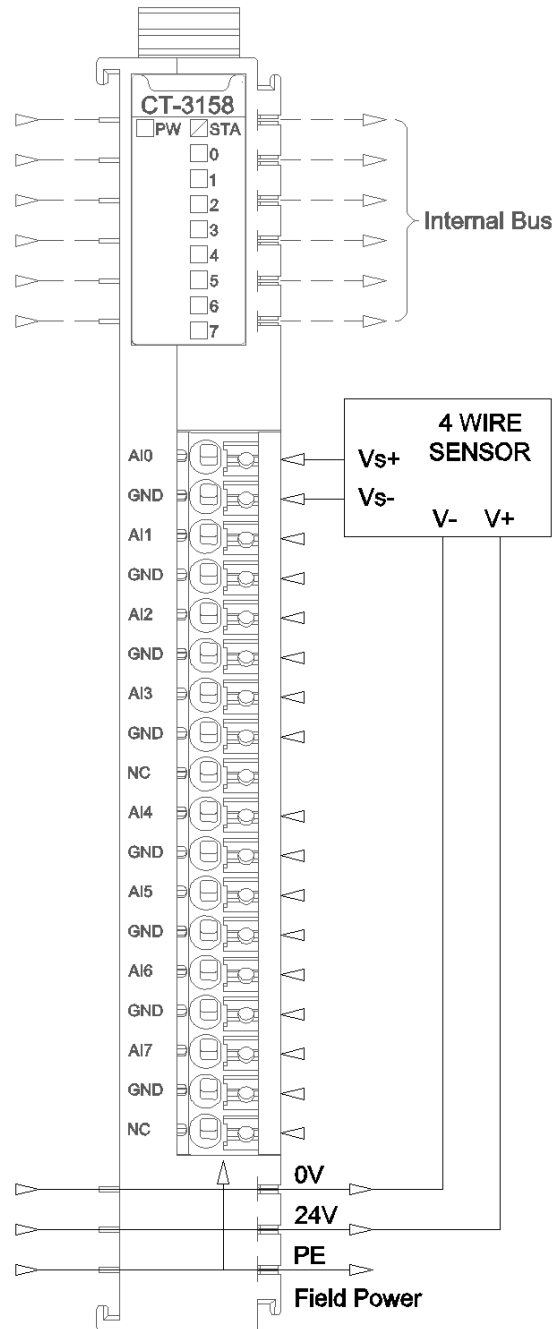 CT-3158
PW STA
0
1
2
3
4
5
6
7
Internal Bus
4 WIRE
SENSOR
Vs+
Vs-
V- V+
AI0
GND
AI1
GND
AI2
GND
AI3
GND
NC
AI4
GND
AI5
GND
AI6
GND
AI7
GND
NC
0V
24V
PE
Field Power